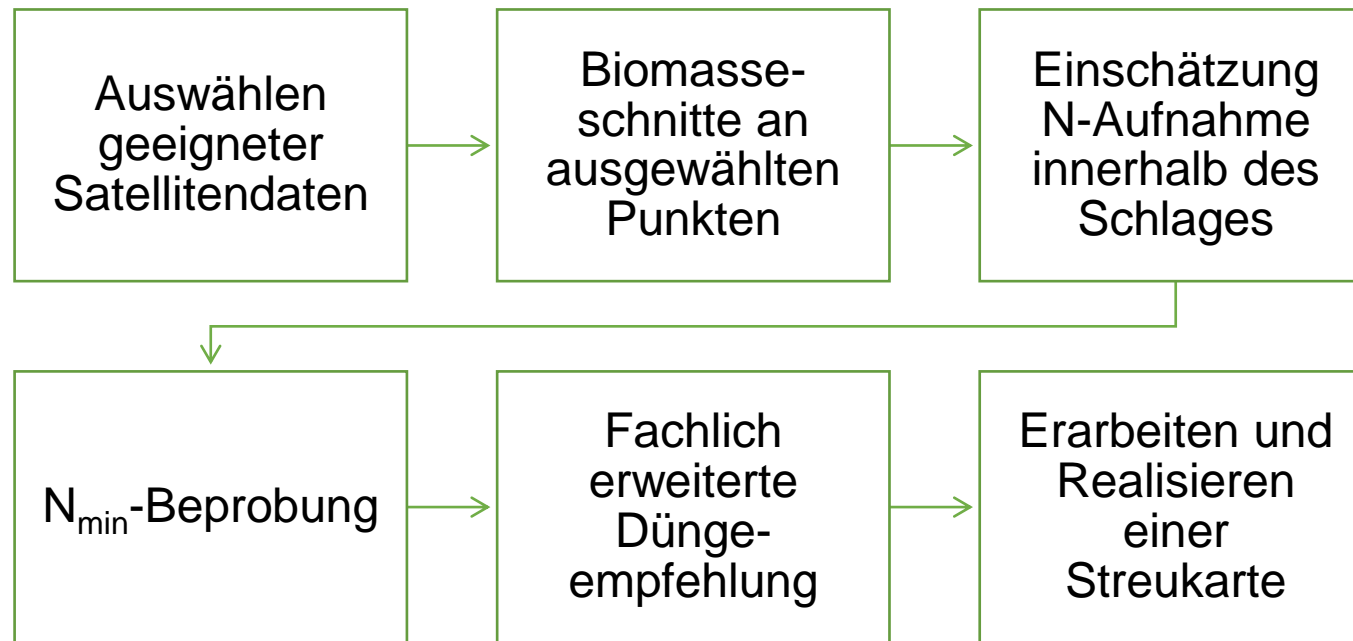 Auswählen
geeigneter
Satellitendaten
Biomasse-
schnitte an
ausgewählten
Punkten
Einschätzung
N-Aufnahme
innerhalb des
Schlages
Nmin-Beprobung
Fachlich
erweiterte
Dünge-
empfehlung
Erarbeiten und
Realisieren
einer
Streukarte